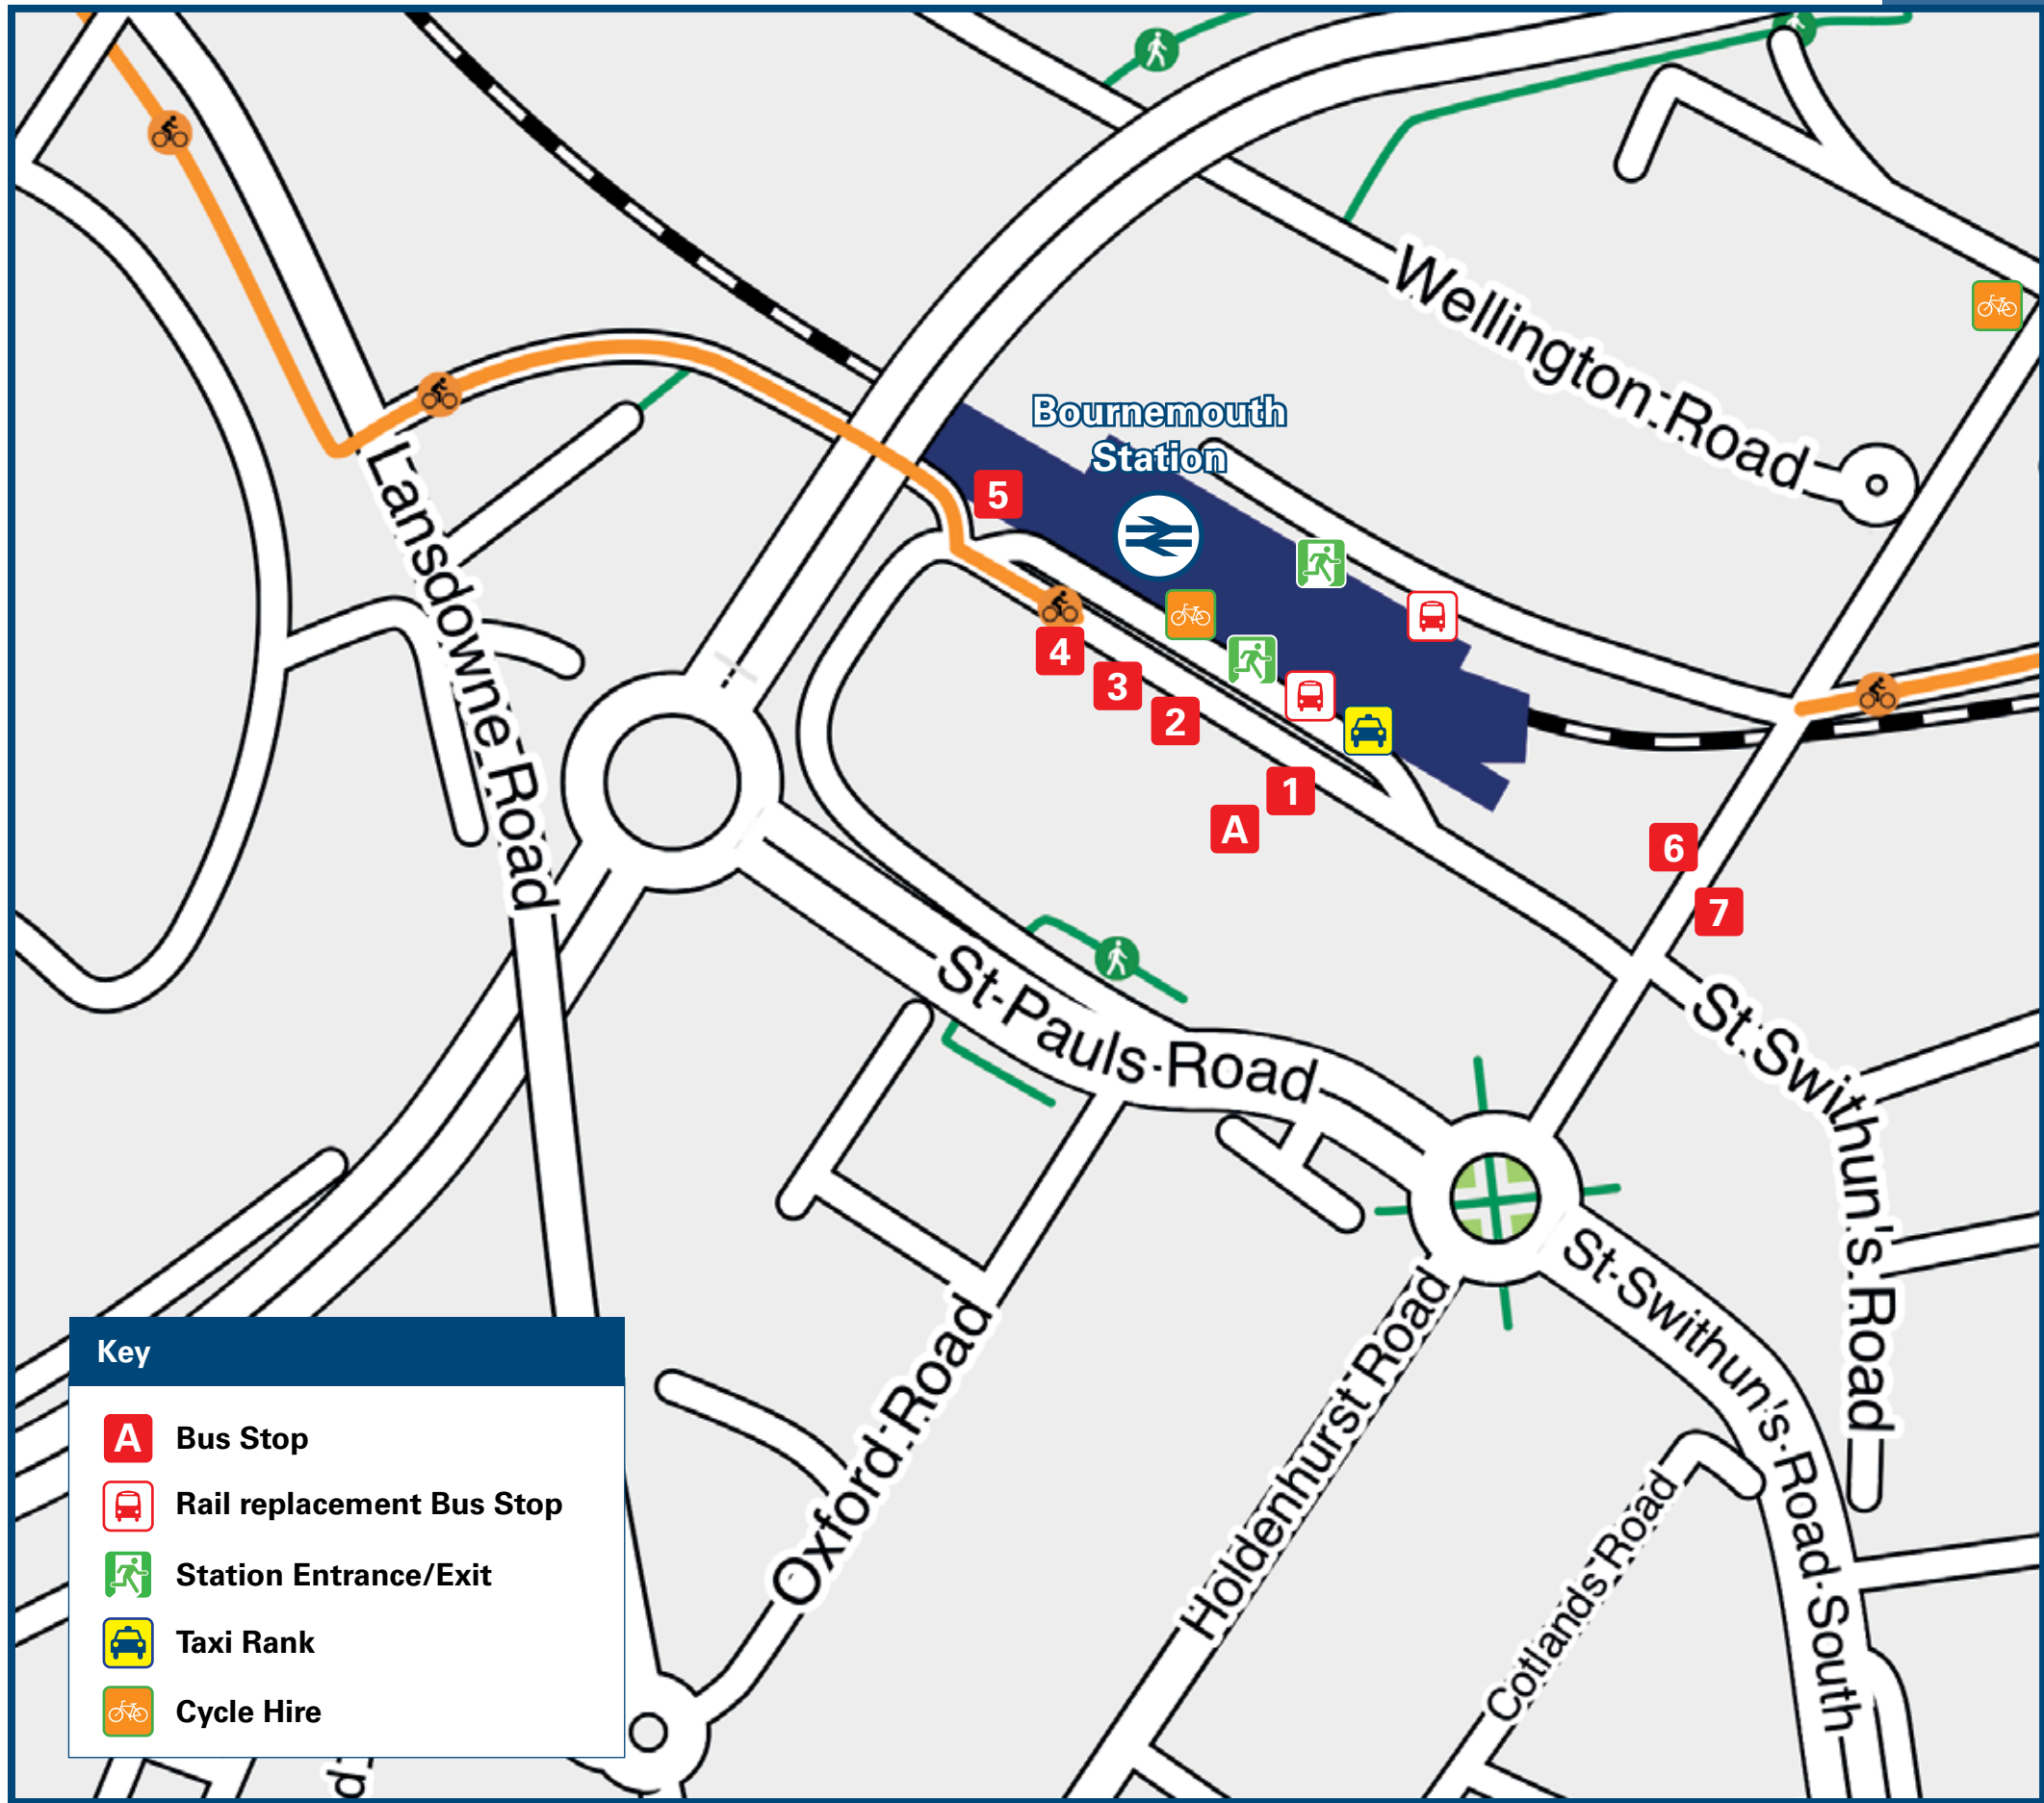 Bournemouth
Station
Wellington Road
Lansdowne Road
5
4
3
2
1
A
6
7
St Pauls Road
St Swithun's Road
St Swithun's Road South
Oxford Road
Holdenhurst Road
Cotlands Road
Key
A Bus Stop
Rail replacement Bus Stop
Station Entrance/Exit
Taxi Rank
Cycle Hire